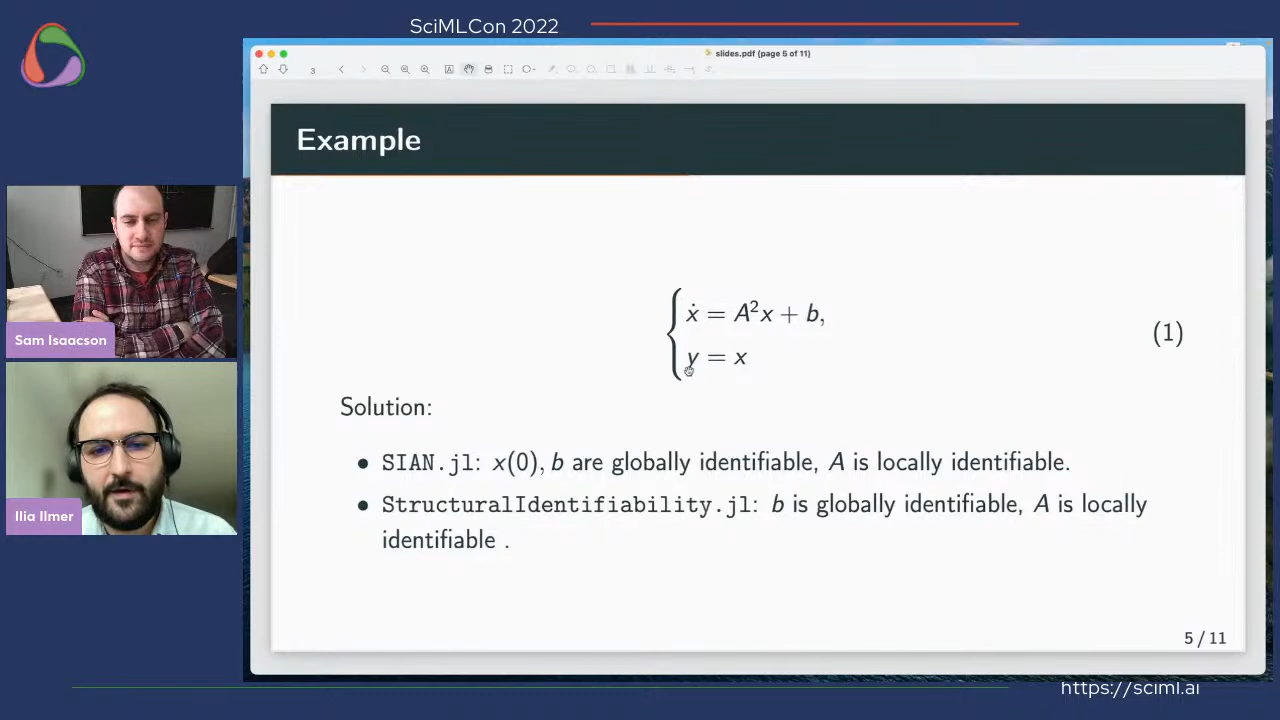 SciMLCon 2022
slides.pdf (page 5 of 11)
3
Example
ẋ = A²x + b,
y = x
(1)
Solution:
• SIAN.jl: x(0), b are globally identifiable, A is locally identifiable.
• StructuralIdentifiability.jl: b is globally identifiable, A is locally
identifiable .
5 / 11
Sam Isaacson
Ilia Ilmer
https://sciml.ai